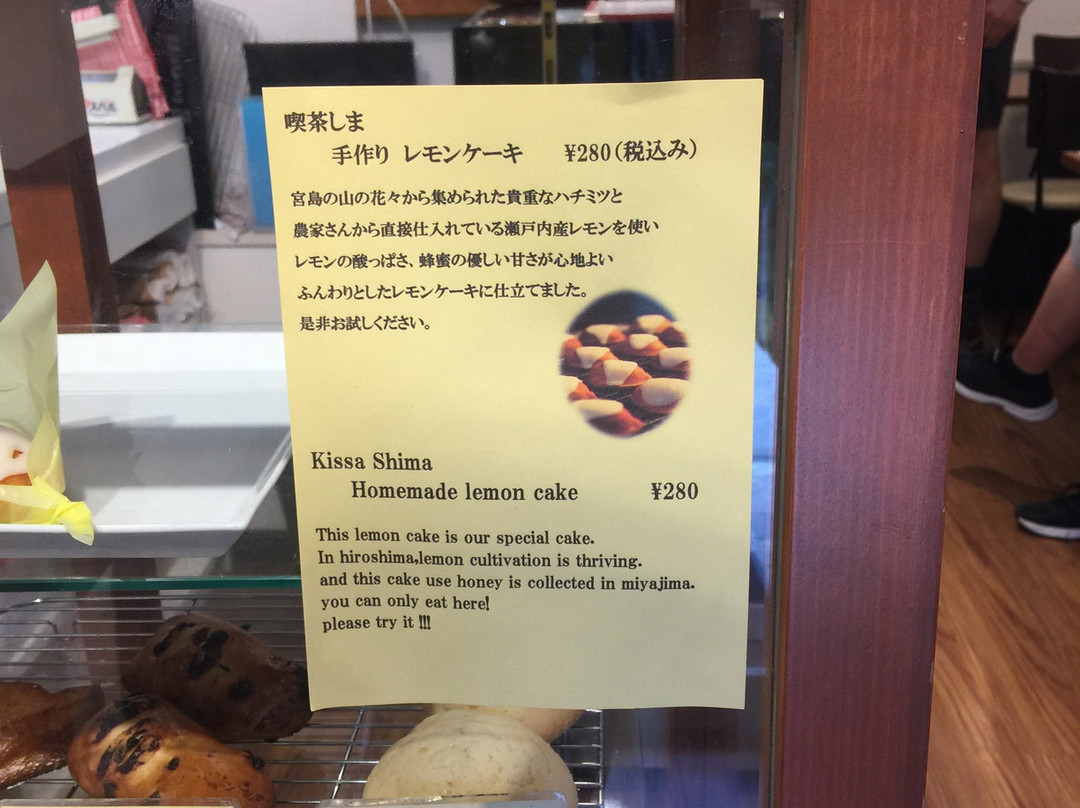 喫茶しま
手作り レモンケーキ ¥280(税込み)
宮島の山の花々から集められた貴重なハチミツと
農家さんから直接仕入れている瀬戸内産レモンを使い
レモンの酸っぱさ、蜂蜜の優しい甘さが心地よい
ふんわりとしたレモンケーキに仕立てました。
是非お試しください。
Kissa Shima
Homemade lemon cake ¥280
This lemon cake is our special cake.
In hiroshima,lemon cultivation is thriving.
and this cake use honey is collected in miyajima.
you can only eat here!
please try it !!!